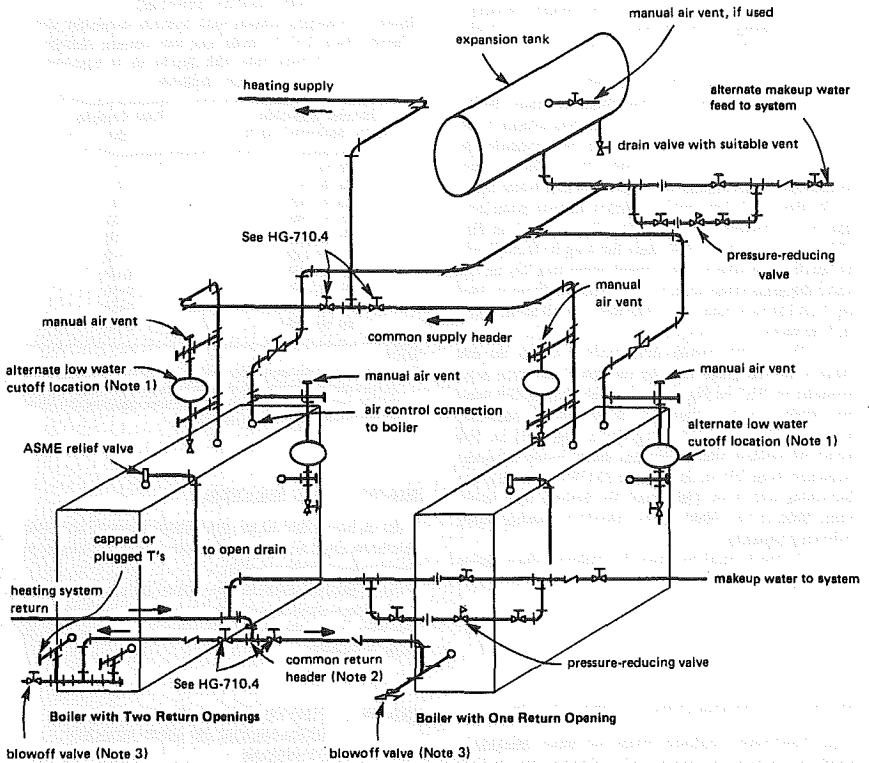 manual air vent, if used
expansion tank
heating supply
alternate makeup water
feed to system
drain valve with suitable vent
See HG-710.4
pressure-reducing
valve
manual
air vent
manual air vent
common supply header
alternate low water
cutoff location (Note 1)
manual air vent
manual air vent
air control connection
to boiler
alternate low water
cutoff location (Note 1)
ASME relief valve
capped or
plugged T's
to open drain
heating system
return
makeup water to system
See HG-710.4
common return
header (Note 2)
pressure-reducing valve
Boiler with Two Return Openings
Boiler with One Return Opening
blowoff valve (Note 3)
blowoff valve (Note 3)